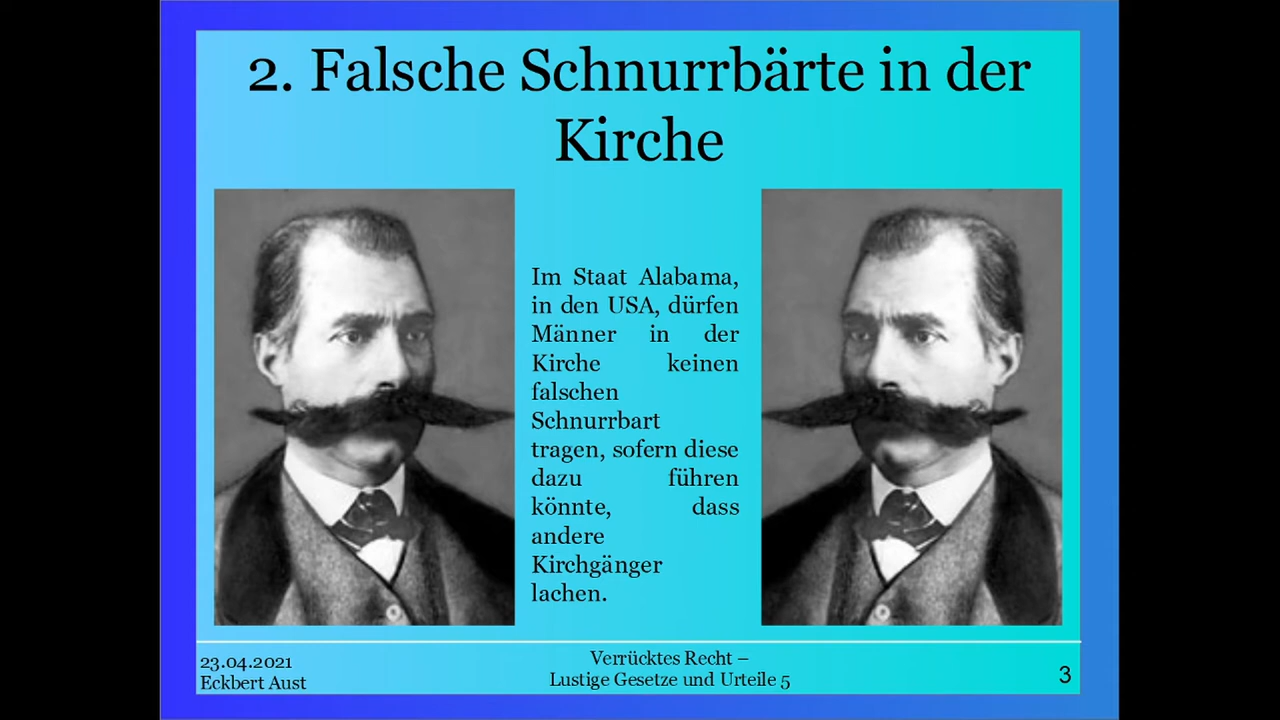 2. Falsche Schnurrbärte in der
Kirche
Im Staat Alabama,
in den USA, dürfen
Männer in der
Kirche keinen
falschen
Schnurrbart
tragen, sofern diese
dazu führen
könnte, dass
andere
Kirchgänger
lachen.
23.04.2021
Eckbert Aust
Verrücktes Recht –
Lustige Gesetze und Urteile 5
3